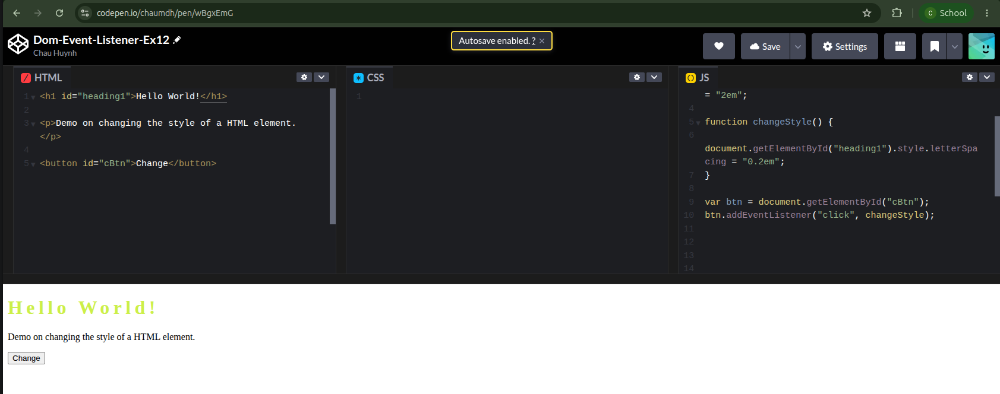 codepen.io/chaumdh/pen/wBgxEmG
C School
Dom-Event-Listener-Ex12
Chau Huynh
Autosave enabled. ? ×
Save
Settings
HTML
1 <h1 id="heading1">Hello World!</h1>
2
3 <p>Demo on changing the style of a HTML element.
</p>
4
5 <button id="cBtn">Change</button>
CSS
1
JS
= "2em";
4
5 function changeStyle() {
6
document.getElementById("heading1").style.letterSpa
cing = "0.2em";
7 }
8
9 var btn = document.getElementById("cBtn");
10 btn.addEventListener("click", changeStyle);
11
12
13
14
Hello World!
Demo on changing the style of a HTML element.
Change